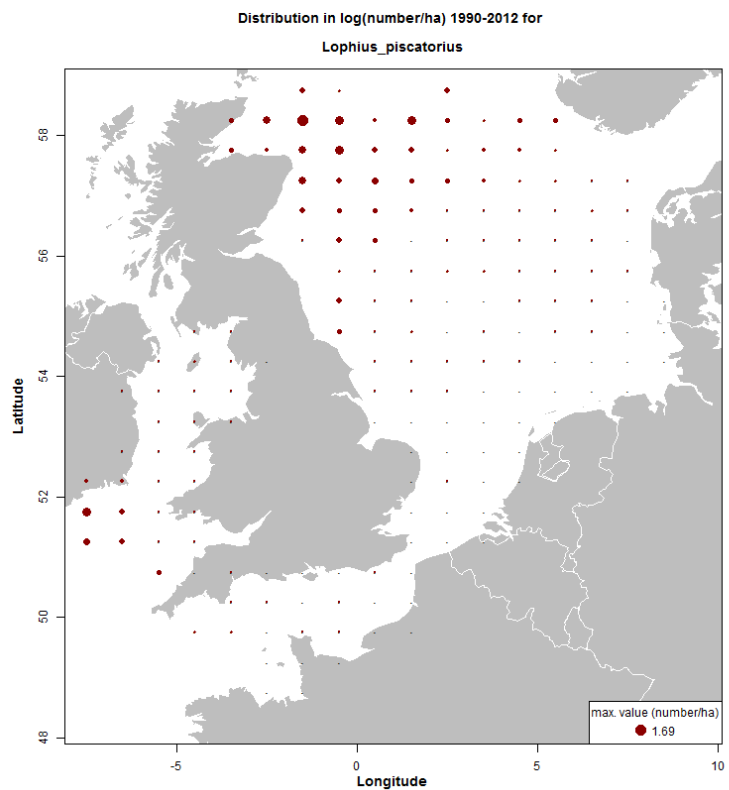 Distribution in log(number/ha) 1990-2012 for
Lophius_piscatorius
58
56
54
52
50
48
Latitude
-5
0
5
10
Longitude
max. value (number/ha)
1.69